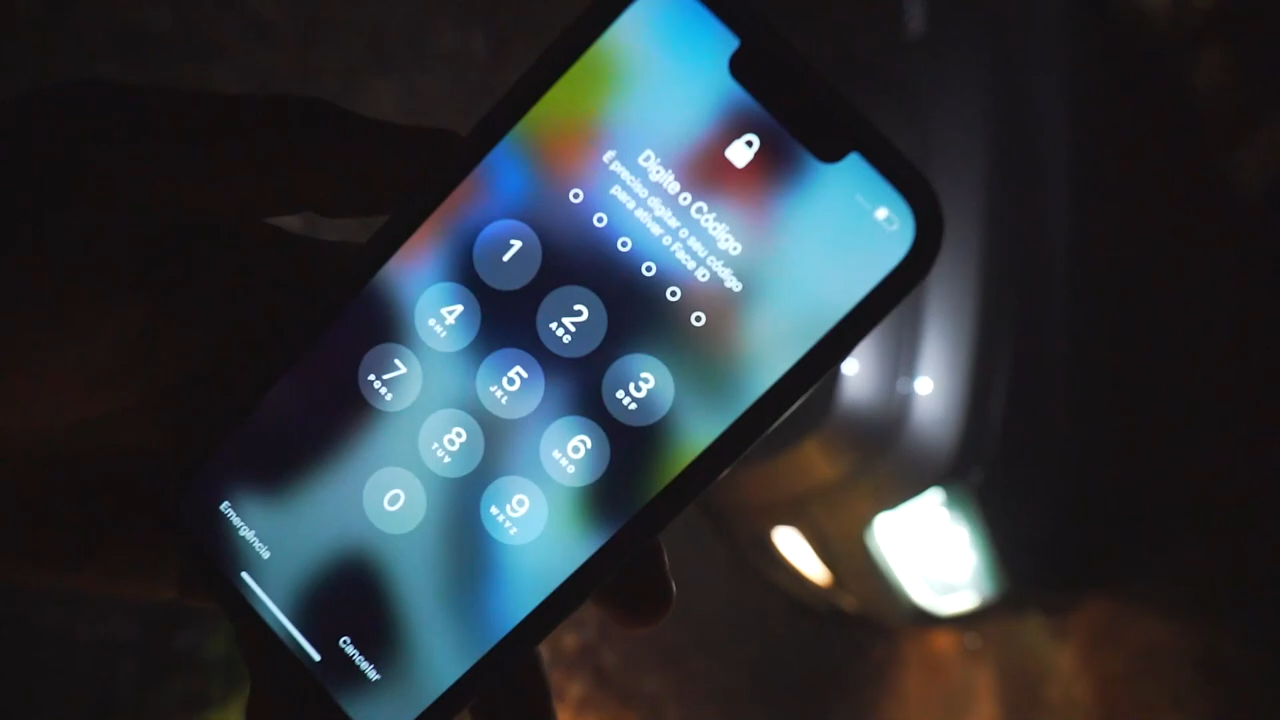 Digite o Código
É preciso digitar o seu código
para ativar o Face ID
1
2
ABC
3
DEF
4
GHI
5
JKL
6
MNO
7
PQRS
8
TUV
9
WXYZ
0
Emergência
Cancelar